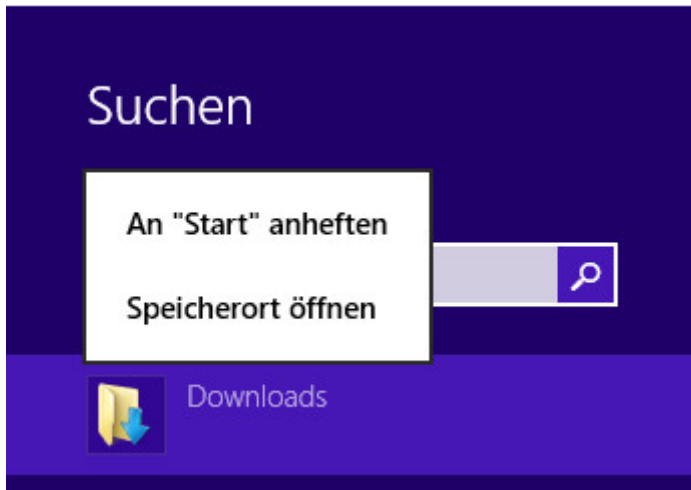 Suchen
An "Start" anheften
Speicherort öffnen
Downloads